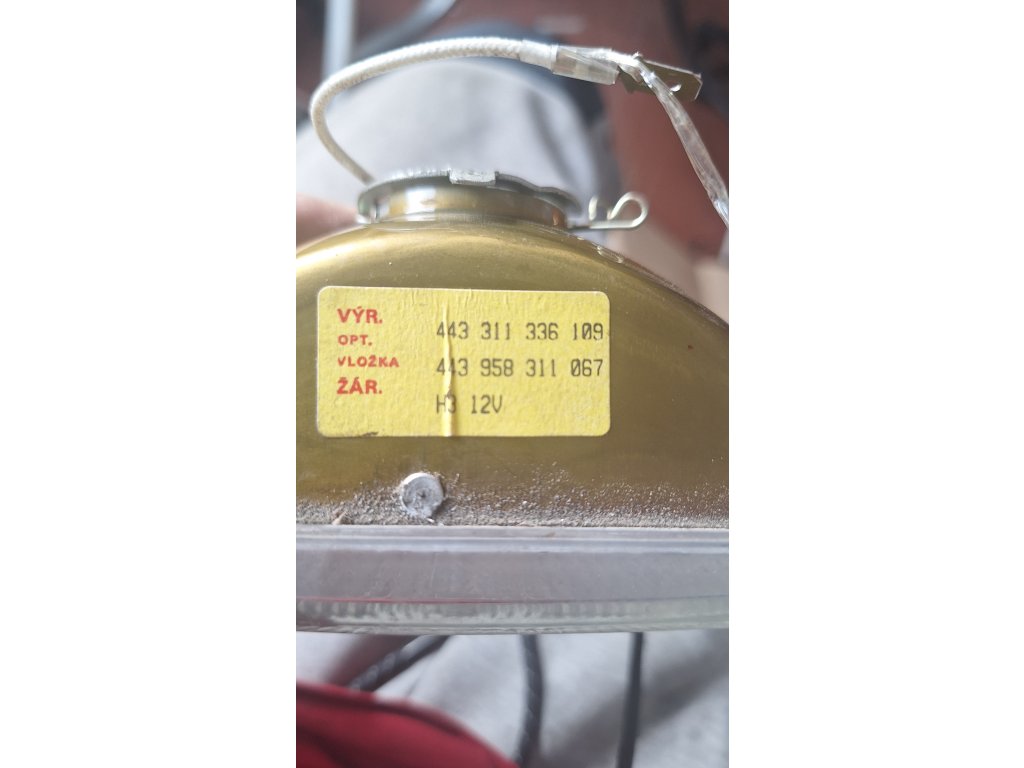 VÝR. 443 311 336 109
OPT.
VLOŽKA 443 958 311 067
ŽÁR. H3 12V